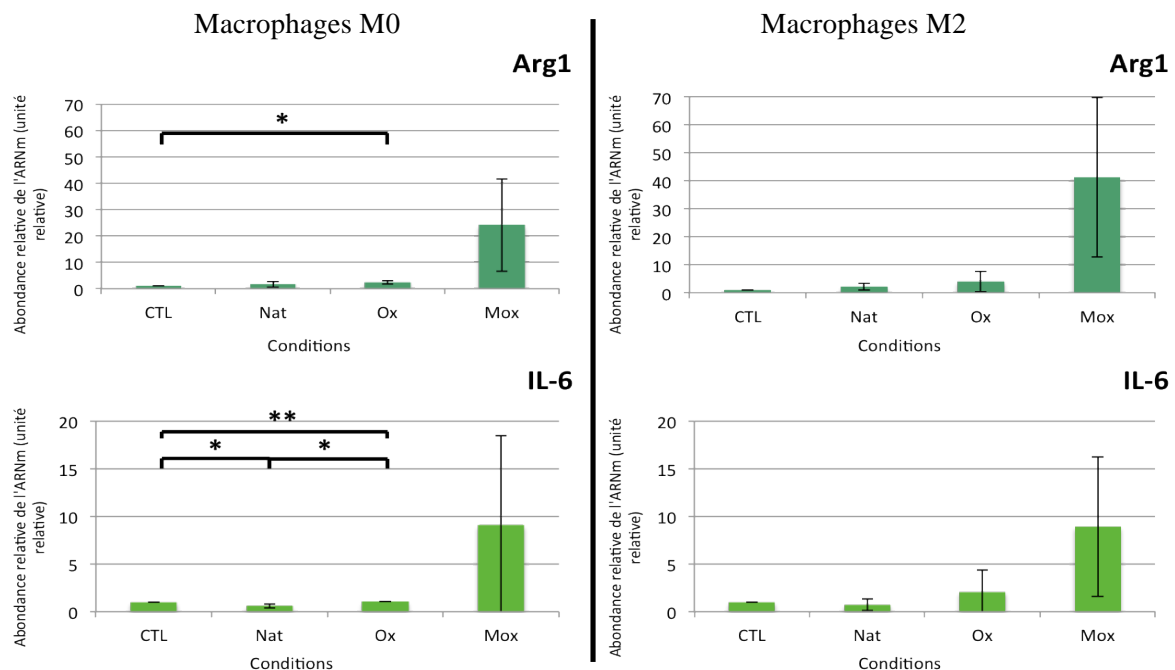 Macrophages M0
Arg1
Abondance relative de l'ARNm (unité
relative)
70
60
50
40
30
20
10
0
*
CTL Nat Ox Mox
Conditions
IL-6
Abondance relative de l'ARNm (unité
relative)
20
15
10
5
0
**
* *
CTL Nat Ox Mox
Conditions
Macrophages M2
Arg1
Abondance relative de l'ARNm (unité
relative)
70
60
50
40
30
20
10
0
CTL Nat Ox Mox
Conditions
IL-6
Abondance relative de l'ARNm (unité
relative)
20
15
10
5
0
CTL Nat Ox Mox
Conditions